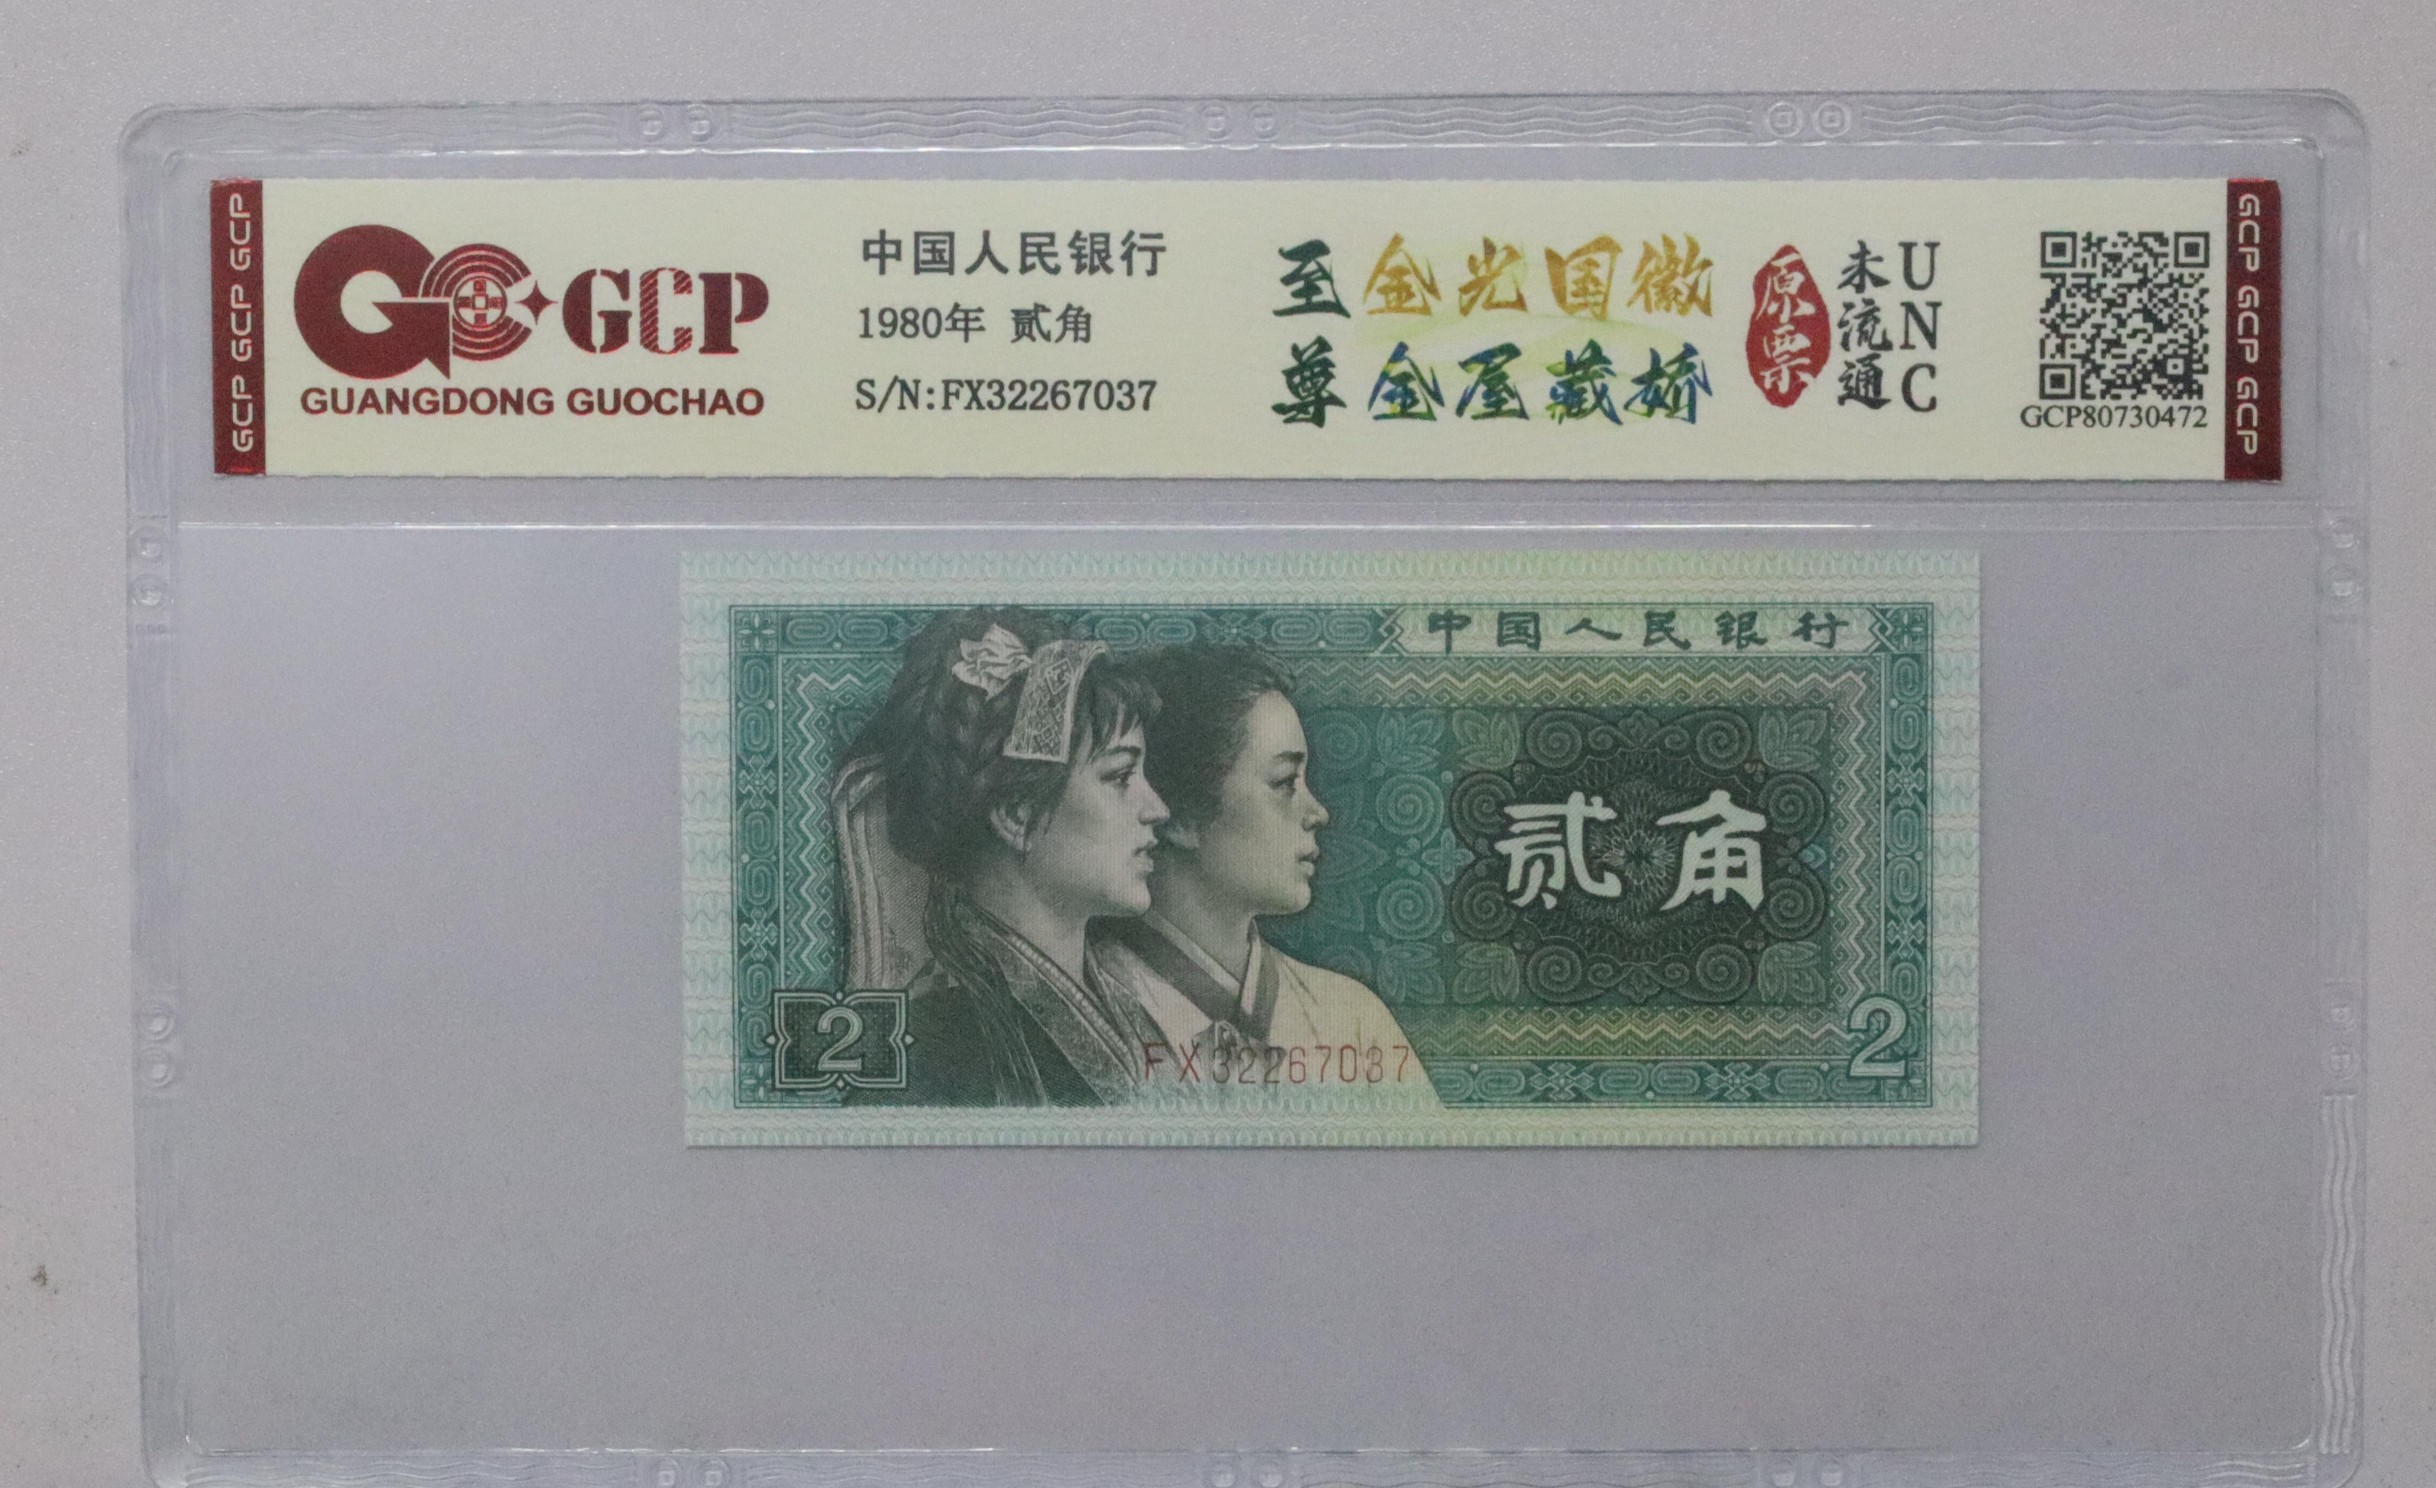 GCP GCP GCP
GCP
GUANGDONG GUOCHAO
中国人民银行
1980年 贰角
S/N:FX32267037
至尊
金光国徽
金屋藏娇
原票
未流通
UNC
GCP80730472
GCP GCP GCP
中国人民银行
贰角
2
FX32267037
2